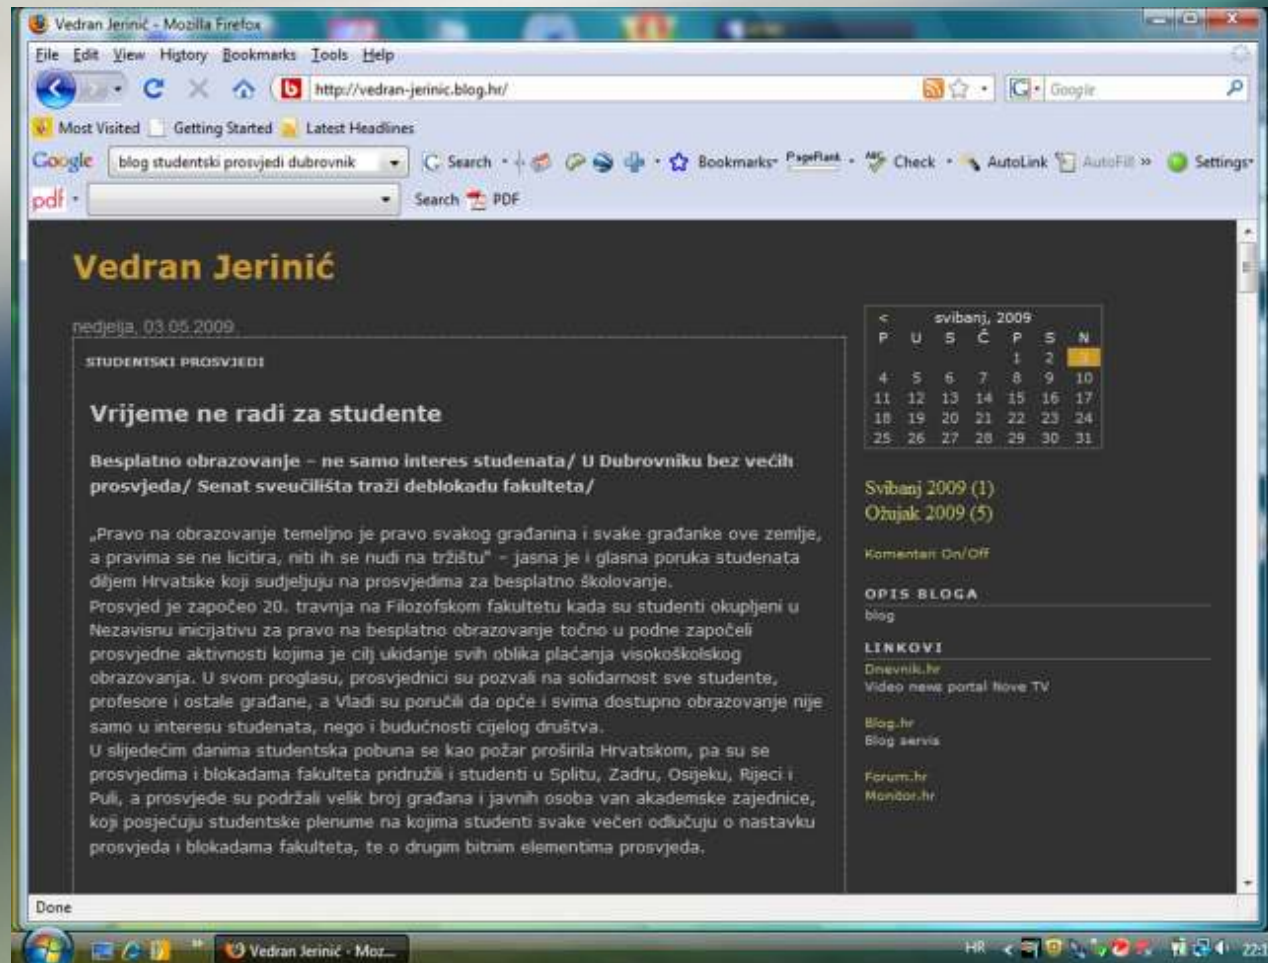 Vedran Jerinić - Mozilla Firefox
File Edit View History Bookmarks Tools Help
http://vedran-jerinic.blog.hr/
Google
Most Visited Getting Started Latest Headlines
Google blog studentski prosvjedi dubrovnik Search Bookmarks PageRank Check AutoLink AutoFill » Settings
pdf Search PDF
Vedran Jerinić
nedjelja, 03.05.2009.
STUDENTSKI PROSVJEDI
Vrijeme ne radi za studente
Besplatno obrazovanje – ne samo interes studenata/ U Dubrovniku bez većih
prosvjeda/ Senat sveučilišta traži deblokadu fakulteta/
„Pravo na obrazovanje temeljno je pravo svakog građanina i svake građanke ove zemlje,
a pravima se ne licitira, niti ih se nudi na tržištu" – jasna je i glasna poruka studenata
diljem Hrvatske koji sudjeljuju na prosvjedima za besplatno školovanje.
Prosvjed je započeo 20. travnja na Filozofskom fakultetu kada su studenti okupljeni u
Nezavisnu inicijativu za pravo na besplatno obrazovanje točno u podne započeli
prosvjedne aktivnosti kojima je cilj ukidanje svih oblika plaćanja visokoškolskog
obrazovanja. U svom proglasu, prosvjednici su pozvali na solidarnost sve studente,
profesore i ostale građane, a Vladi su poručili da opće i svima dostupno obrazovanje nije
samo u interesu studenata, nego i budućnosti cijelog društva.
U slijedećim danima studentska pobuna se kao požar proširila Hrvatskom, pa su se
prosvjedima i blokadama fakulteta pridružili i studenti u Splitu, Zadru, Osijeku, Rijeci i
Puli, a prosvjede su podržali velik broj građana i javnih osoba van akademske zajednice,
koji posjećuju studentske plenume na kojima studenti svake večeri odlučuju o nastavku
prosvjeda i blokadama fakulteta, te o drugim bitnim elementima prosvjeda.
< svibanj, 2009
P U S Č P S N
1 2 3
4 5 6 7 8 9 10
11 12 13 14 15 16 17
18 19 20 21 22 23 24
25 26 27 28 29 30 31
Svibanj 2009 (1)
Ožujak 2009 (5)
Komentari On/Off
OPIS BLOGA
blog
LINKOVI
Dnevnik.hr
Video news portal Nove TV
Blog.hr
Blog servis
Forum.hr
Monitor.hr
Done
» Vedran Jerinić - Moz... HR <